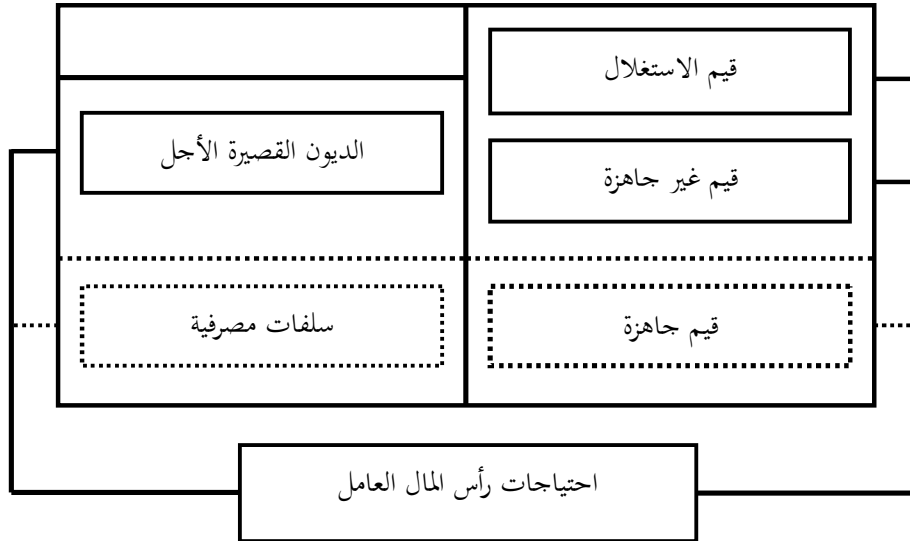 قيم الاستغلال
الديون القصيرة الأجل
قيم غير جاهزة
قيم جاهزة
سلفات مصرفية
احتياجات رأس المال العامل